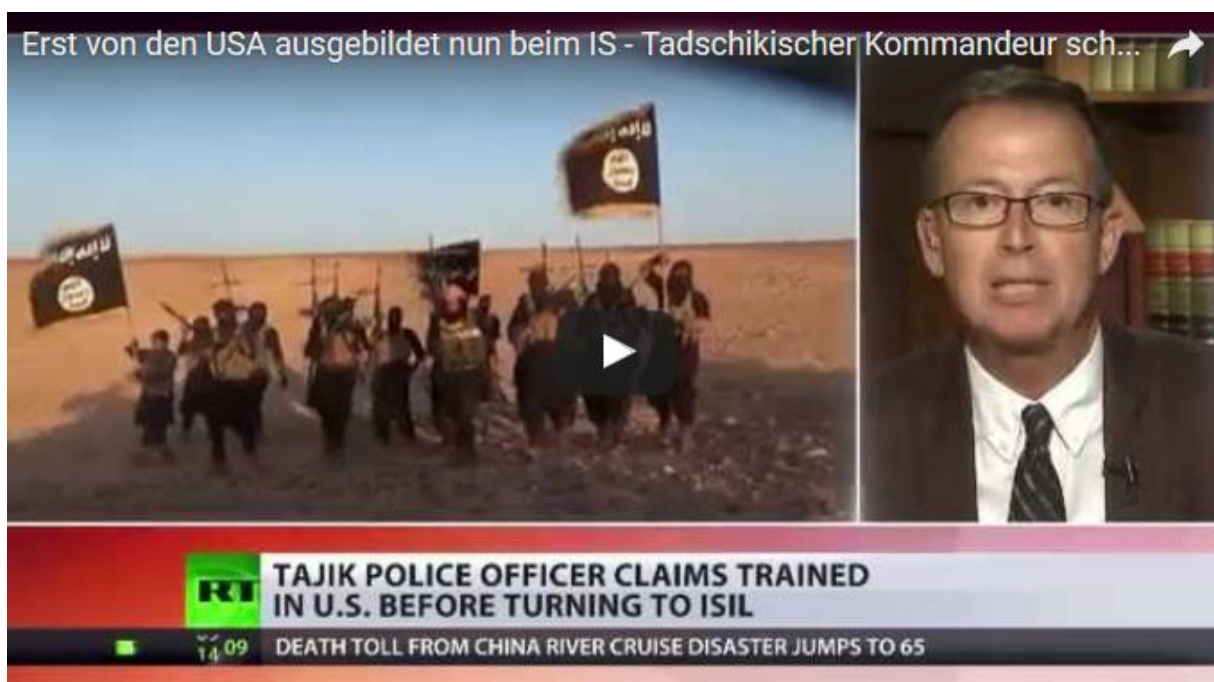 Erst von den USA ausgebildet nun beim IS - Tadschikischer Kommandeur sch...
RT
TAJIK POLICE OFFICER CLAIMS TRAINED
IN U.S. BEFORE TURNING TO ISIL
14 09
DEATH TOLL FROM CHINA RIVER CRUISE DISASTER JUMPS TO 65